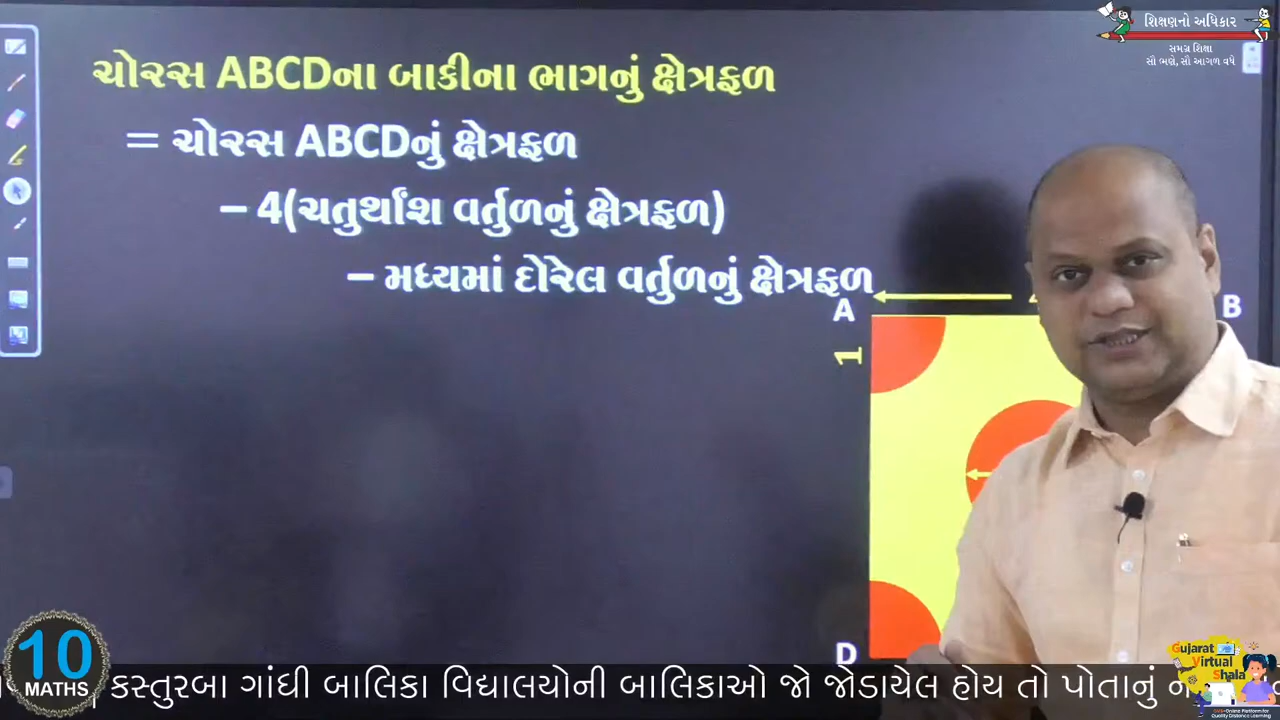 શિક્ષણનો અધિકાર
સમગ્ર શિક્ષા
સૌ ભણે, સૌ આગળ વધે
ચોરસ ABCDના બાકીના ભાગનું ક્ષેત્રફળ
= ચોરસ ABCDનું ક્ષેત્રફળ
– 4(ચતુર્થાંશ વર્તુળનું ક્ષેત્રફળ)
– મધ્યમાં દોરેલ વર્તુળનું ક્ષેત્રફળ
A
B
1
D
10
MATHS
કસ્તુરબા ગાંધી બાલિકા વિદ્યાલયોની બાલિકાઓ જો જોડાયેલ હોય તો પોતાનું
Gujarat
Virtual
Shala